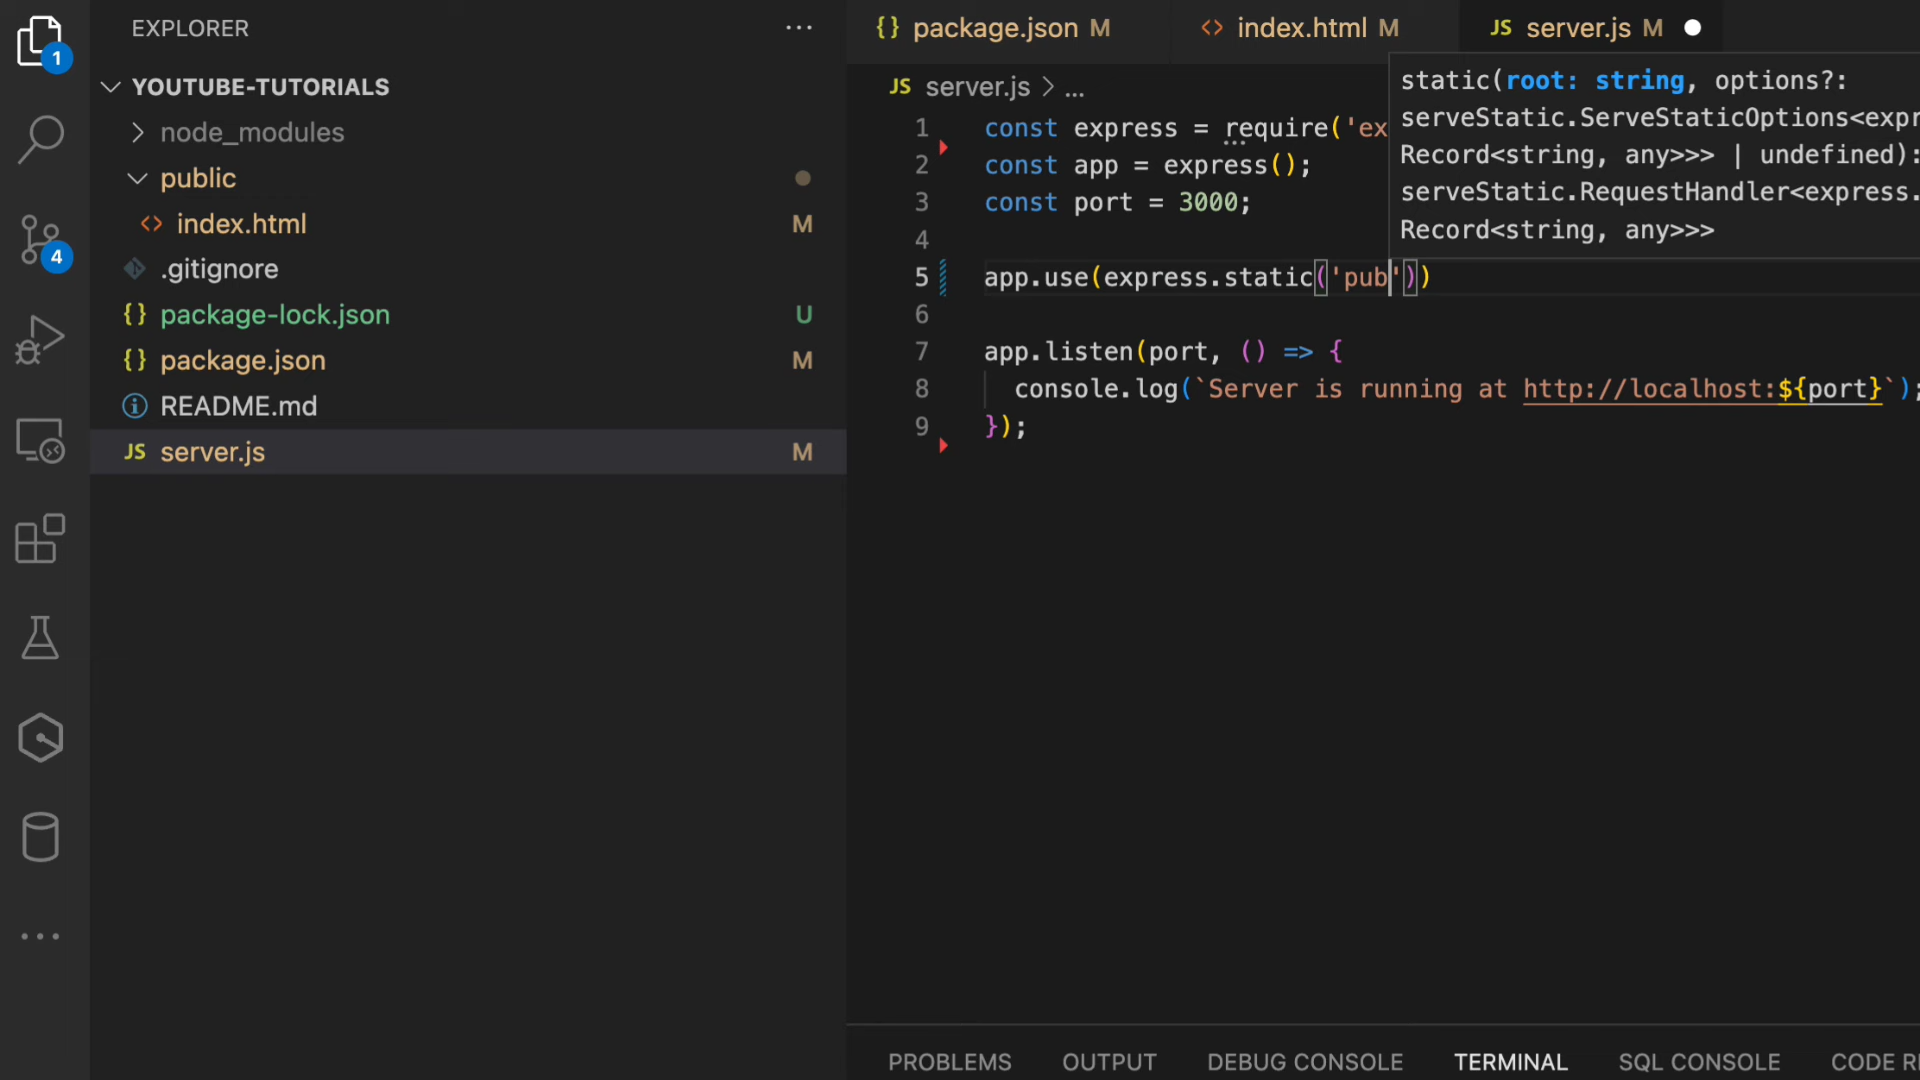 1
4
EXPLORER
YOUTUBE-TUTORIALS
node_modules
public
<> index.html M
.gitignore
{} package-lock.json U
{} package.json M
README.md
JS server.js M
{} package.json M
<> index.html M
JS server.js M
JS server.js > ...
static(root: string, options?:
serveStatic.ServeStaticOptions<expr
Record<string, any>>> | undefined):
serveStatic.RequestHandler<express.
Record<string, any>>>
1 const express = require('ex
2 const app = express();
3 const port = 3000;
4
5 app.use(express.static('pub'))
6
7 app.listen(port, () => {
8 console.log(`Server is running at http://localhost:${port}`);
9 });
PROBLEMS OUTPUT DEBUG CONSOLE TERMINAL SQL CONSOLE CODE